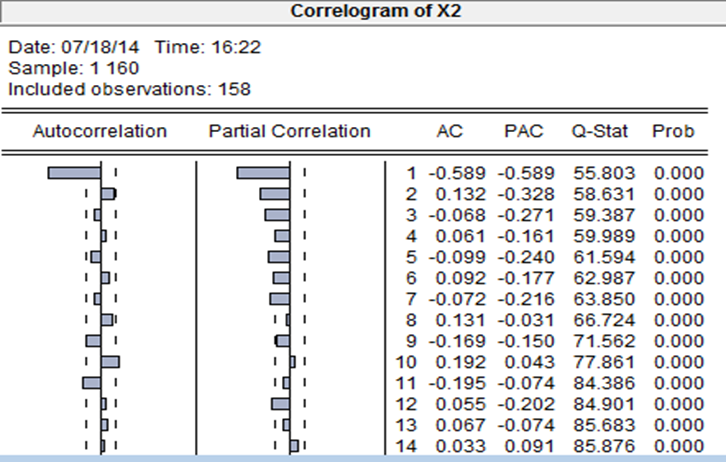 Correlogram of X2
Date: 07/18/14 Time: 16:22
Sample: 1 160
Included observations: 158
Autocorrelation Partial Correlation AC PAC Q-Stat Prob
1 -0.589 -0.589 55.803 0.000
2 0.132 -0.328 58.631 0.000
3 -0.068 -0.271 59.387 0.000
4 0.061 -0.161 59.989 0.000
5 -0.099 -0.240 61.594 0.000
6 0.092 -0.177 62.987 0.000
7 -0.072 -0.216 63.850 0.000
8 0.131 -0.031 66.724 0.000
9 -0.169 -0.150 71.562 0.000
10 0.192 0.043 77.861 0.000
11 -0.195 -0.074 84.386 0.000
12 0.055 -0.202 84.901 0.000
13 0.067 -0.074 85.683 0.000
14 0.033 0.091 85.876 0.000